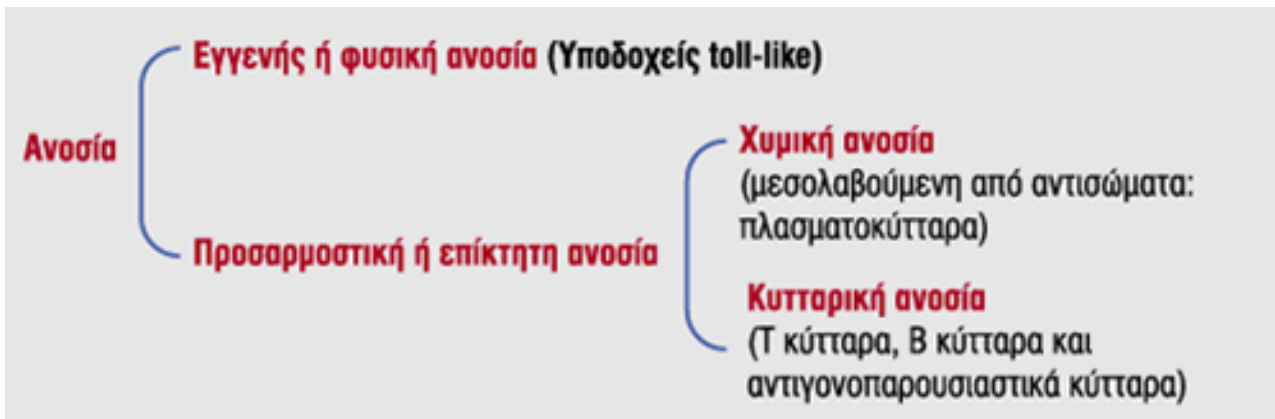 Εγγενής ή φυσική ανοσία (Υποδοχείς toll-like)
Ανοσία
Χυμική ανοσία
(μεσολαβούμενη από αντισώματα:
πλασματοκύτταρα)
Προσαρμοστική ή επίκτητη ανοσία
Κυτταρική ανοσία
(Τ κύτταρα, Β κύτταρα και
αντιγονοπαρουσιαστικά κύτταρα)